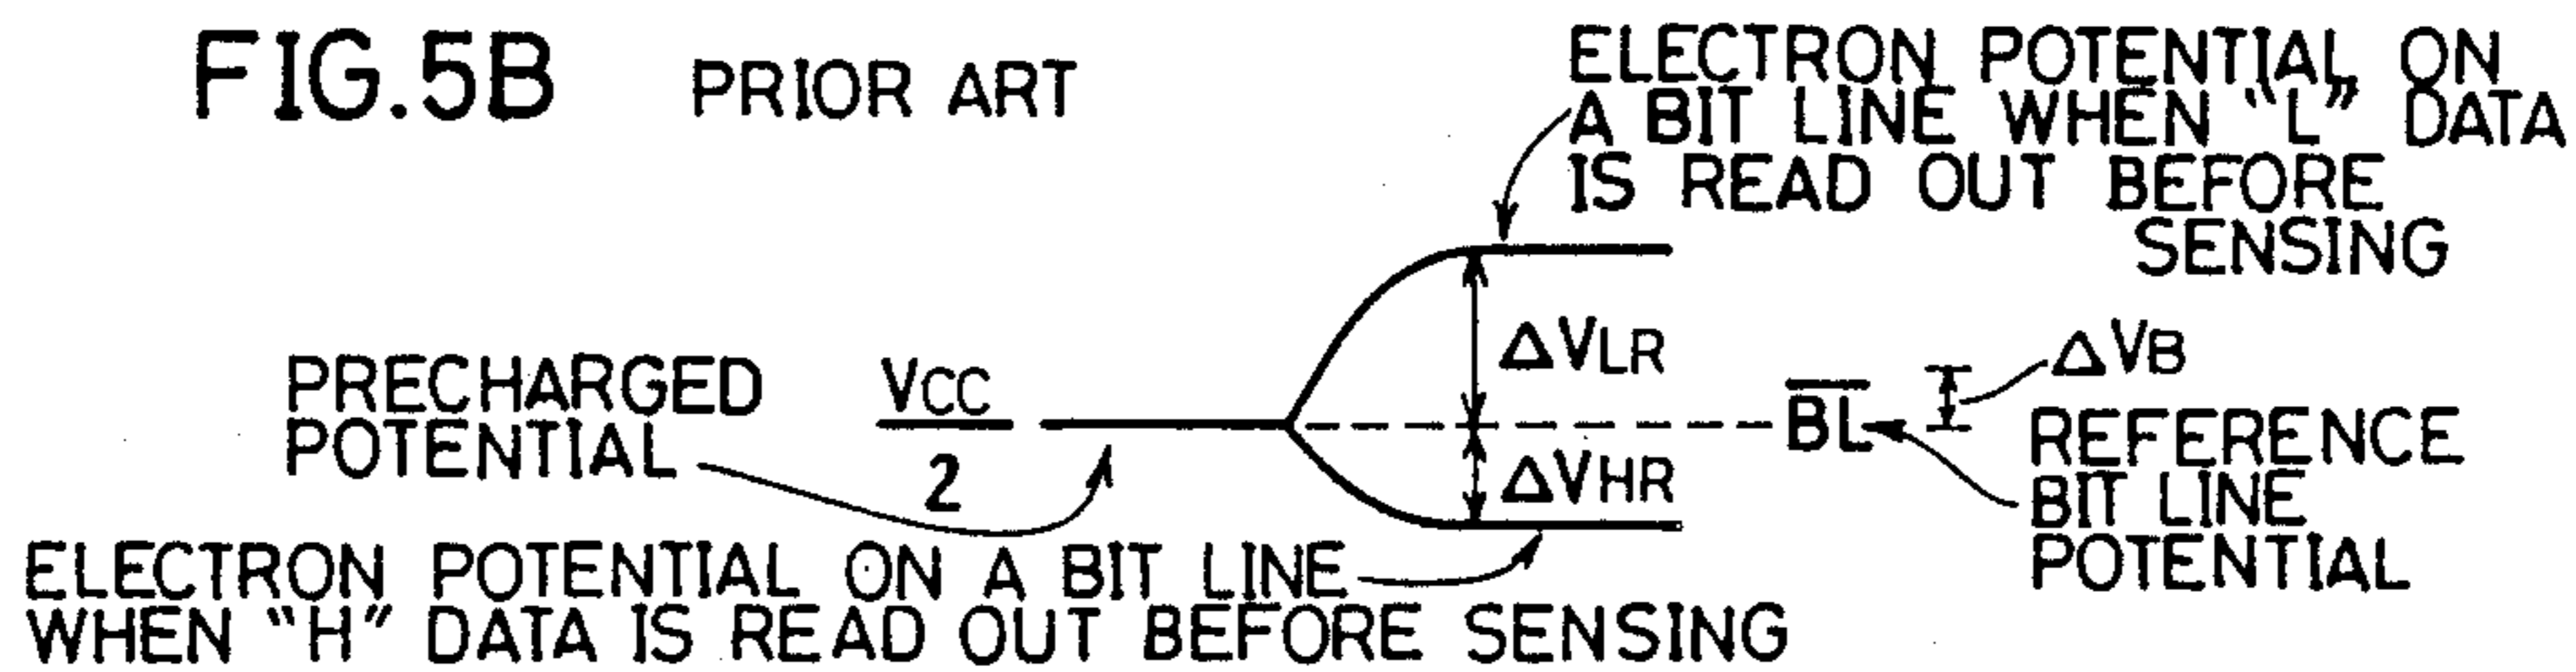 FIG.5B PRIOR ART
ELECTRON POTENTIAL ON
A BIT LINE WHEN "L" DATA
IS READ OUT BEFORE
SENSING
PRECHARGED
POTENTIAL
VCC
2
ΔVLR
ΔVHR
B̅L̅
ΔVB
REFERENCE
BIT LINE
POTENTIAL
ELECTRON POTENTIAL ON A BIT LINE
WHEN "H" DATA IS READ OUT BEFORE SENSING